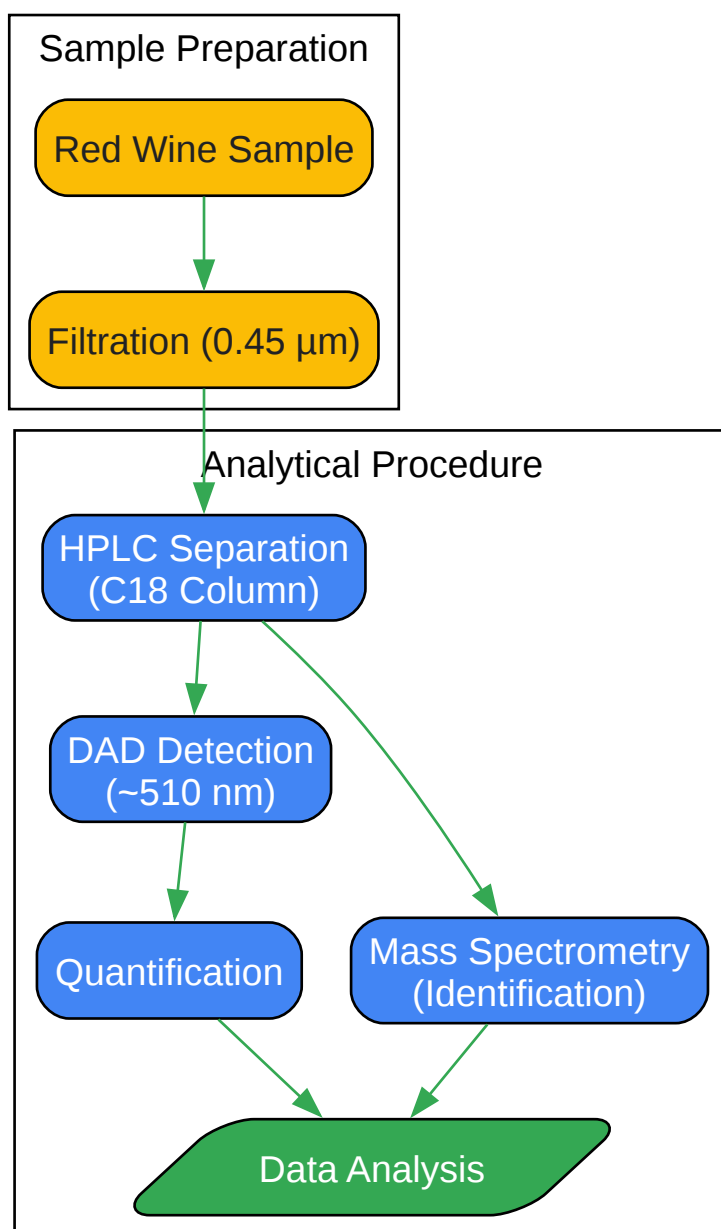 Sample Preparation
Red Wine Sample
Filtration (0.45 µm)
Analytical Procedure
HPLC Separation
(C18 Column)
DAD Detection
(~510 nm)
Quantification
Mass Spectrometry
(Identification)
Data Analysis